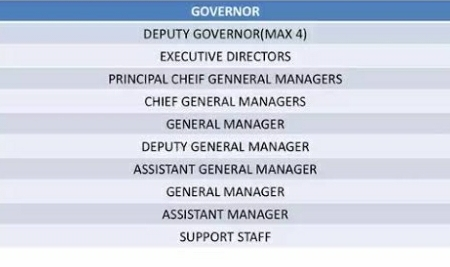 GOVERNOR
DEPUTY GOVERNOR(MAX 4)
EXECUTIVE DIRECTORS
PRINCIPAL CHEIF GENNERAL MANAGERS
CHIEF GENERAL MANAGERS
GENERAL MANAGER
DEPUTY GENERAL MANAGER
ASSISTANT GENERAL MANAGER
GENERAL MANAGER
ASSISTANT MANAGER
SUPPORT STAFF